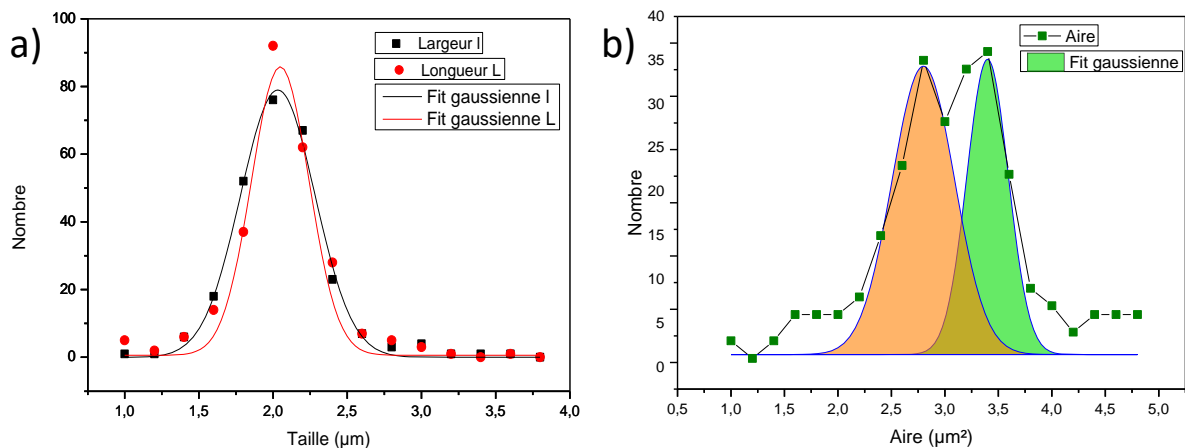 a)
100
80
60
40
20
0
Nombre
1,0 1,5 2,0 2,5 3,0 3,5 4,0
Taille (µm)
Largeur l
Longueur L
Fit gaussienne l
Fit gaussienne L
b)
40
35
30
25
20
15
10
5
0
Nombre
0,5 1,0 1,5 2,0 2,5 3,0 3,5 4,0 4,5 5,0
Aire (µm²)
Aire
Fit gaussienne